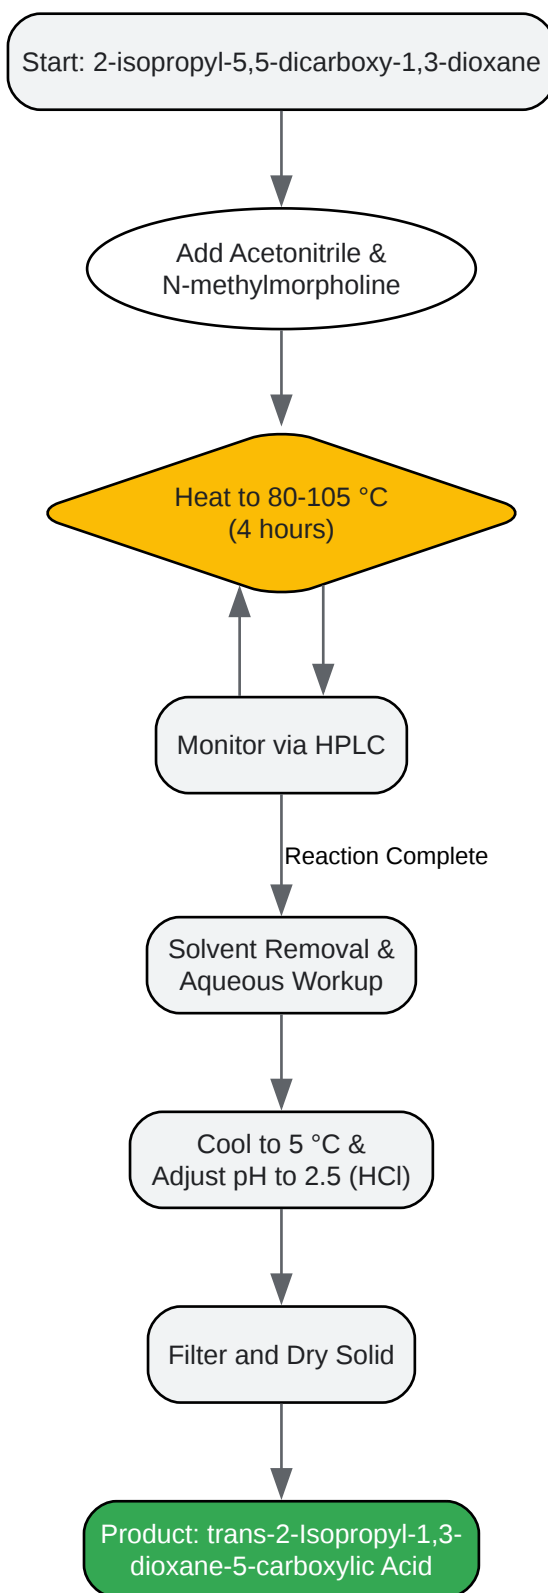 Start: 2-isopropyl-5,5-dicarboxy-1,3-dioxane
Add Acetonitrile &
N-methylmorpholine
Heat to 80-105 °C
(4 hours)
Monitor via HPLC
Reaction Complete
Solvent Removal &
Aqueous Workup
Cool to 5 °C &
Adjust pH to 2.5 (HCl)
Filter and Dry Solid
Product: trans-2-Isopropyl-1,3-
dioxane-5-carboxylic Acid